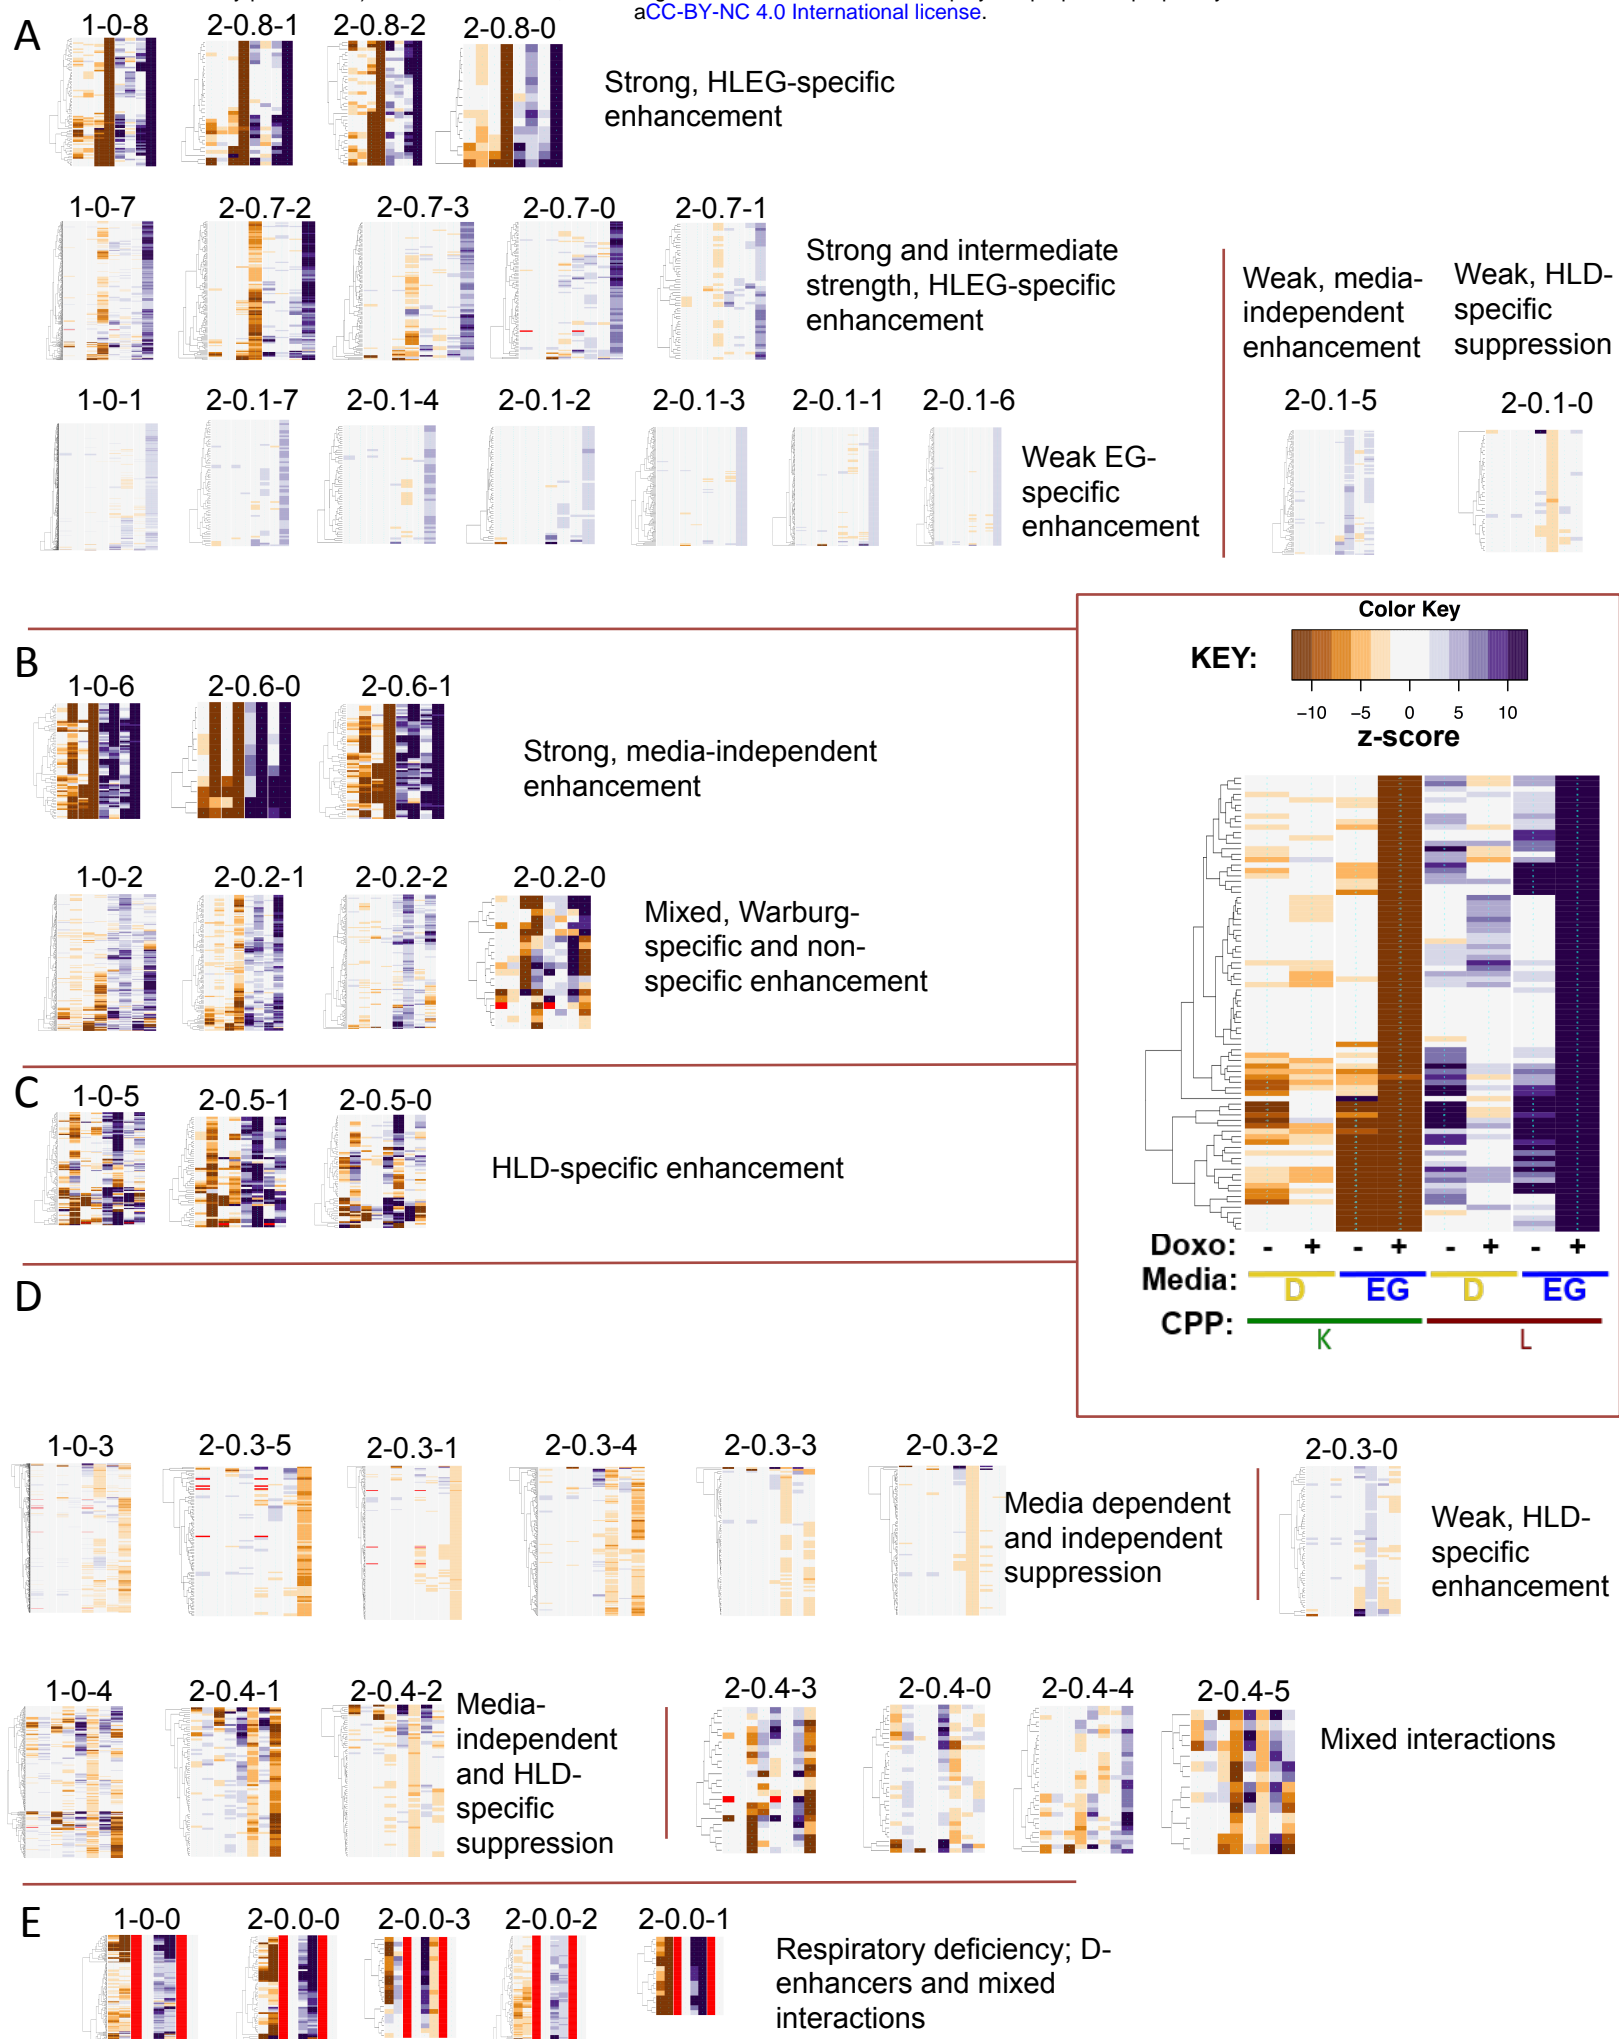 aCC-BY-NC 4.0 International license.
A
1-0-8 2-0.8-1 2-0.8-2 2-0.8-0
Strong, HLEG-specific
enhancement
1-0-7 2-0.7-2 2-0.7-3 2-0.7-0 2-0.7-1
Strong and intermediate
strength, HLEG-specific
enhancement
Weak, media-
independent
enhancement
Weak, HLD-
specific
suppression
1-0-1 2-0.1-7 2-0.1-4 2-0.1-2 2-0.1-3 2-0.1-1 2-0.1-6
Weak EG-
specific
enhancement
2-0.1-5 2-0.1-0
B
1-0-6 2-0.6-0 2-0.6-1
Strong, media-independent
enhancement
1-0-2 2-0.2-1 2-0.2-2 2-0.2-0
Mixed, Warburg-
specific and non-
specific enhancement
C
1-0-5 2-0.5-1 2-0.5-0
HLD-specific enhancement
Color Key
KEY:
−10 −5 0 5 10
z-score
Doxo: - + - + - + - +
Media: D EG D EG
CPP: K L
D
1-0-3 2-0.3-5 2-0.3-1 2-0.3-4 2-0.3-3 2-0.3-2
Media dependent
and independent
suppression
2-0.3-0
Weak, HLD-
specific
enhancement
1-0-4 2-0.4-1 2-0.4-2
Media-
independent
and HLD-
specific
suppression
2-0.4-3 2-0.4-0 2-0.4-4 2-0.4-5
Mixed interactions
E
1-0-0 2-0.0-0 2-0.0-3 2-0.0-2 2-0.0-1
Respiratory deficiency; D-
enhancers and mixed
interactions